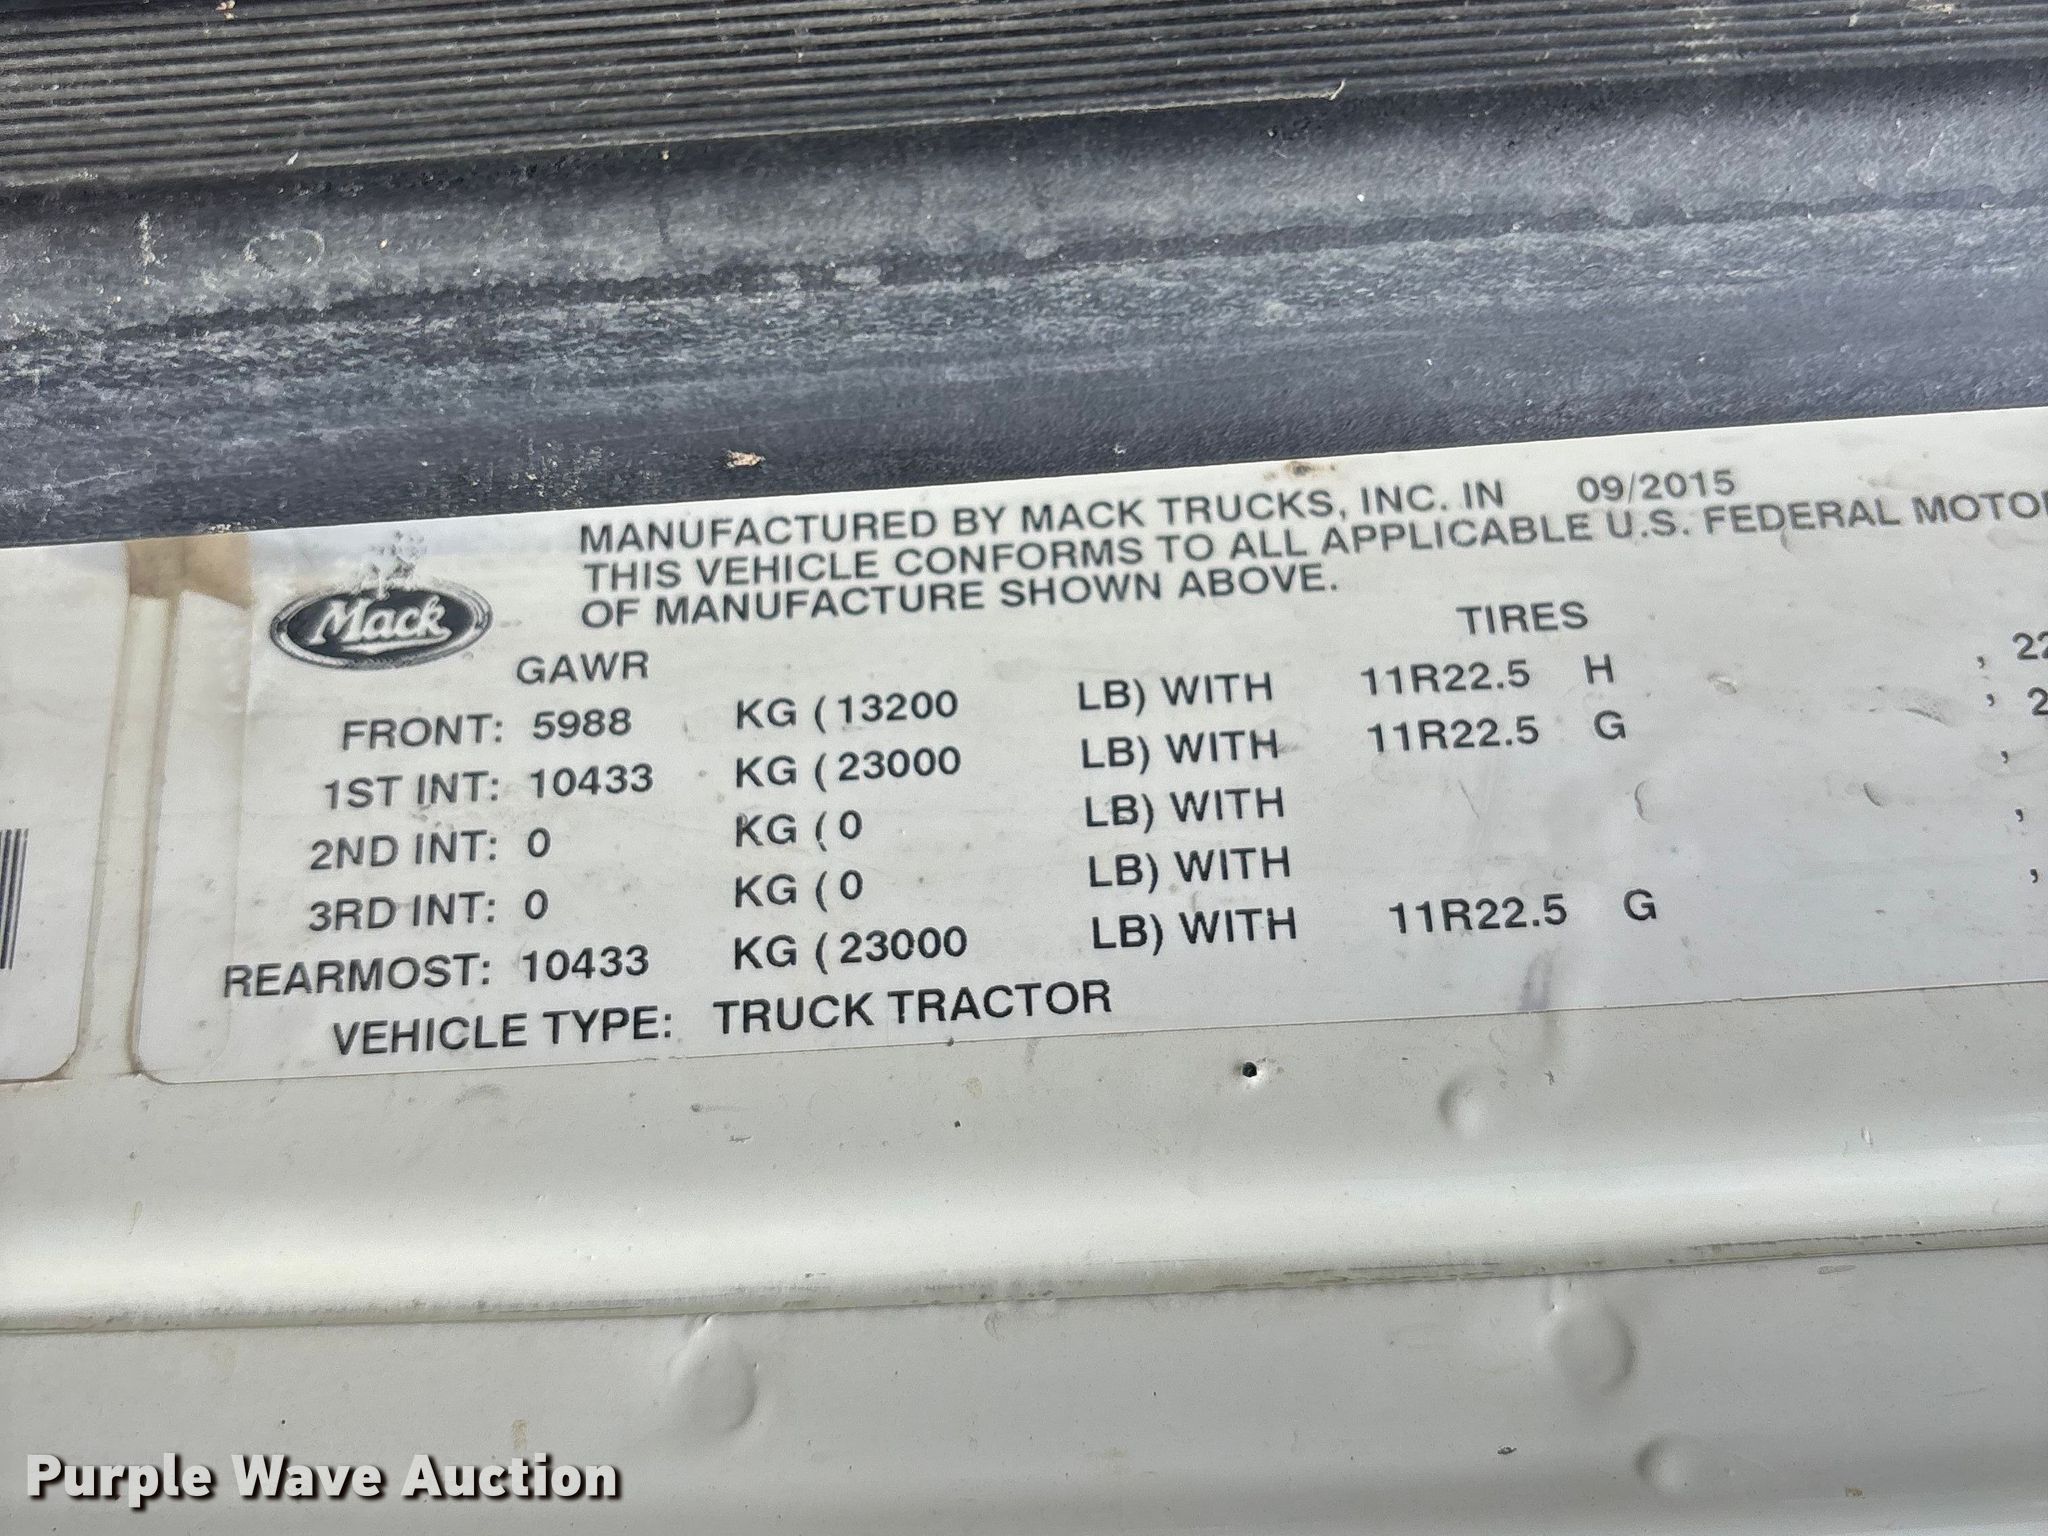 MANUFACTURED BY MACK TRUCKS, INC. IN 09/2015
THIS VEHICLE CONFORMS TO ALL APPLICABLE U.S. FEDERAL MOTO
OF MANUFACTURE SHOWN ABOVE.
Mack
GAWR TIRES
FRONT: 5988 KG ( 13200 LB) WITH 11R22.5 H , 22
1ST INT: 10433 KG ( 23000 LB) WITH 11R22.5 G , 2
2ND INT: 0 KG ( 0 LB) WITH ,
3RD INT: 0 KG ( 0 LB) WITH ,
REARMOST: 10433 KG ( 23000 LB) WITH 11R22.5 G ,
VEHICLE TYPE: TRUCK TRACTOR
Purple Wave Auction